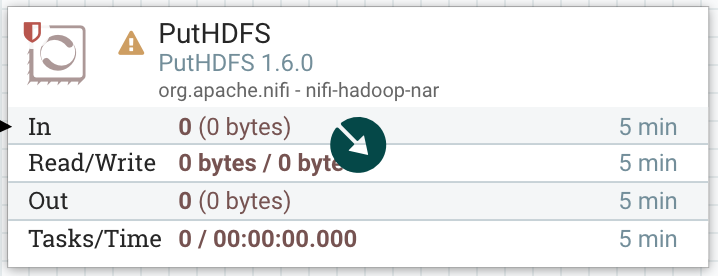 PutHDFS
PutHDFS 1.6.0
org.apache.nifi - nifi-hadoop-nar
In 0 (0 bytes) 5 min
Read/Write 0 bytes / 0 byte 5 min
Out 0 (0 bytes) 5 min
Tasks/Time 0 / 00:00:00.000 5 min